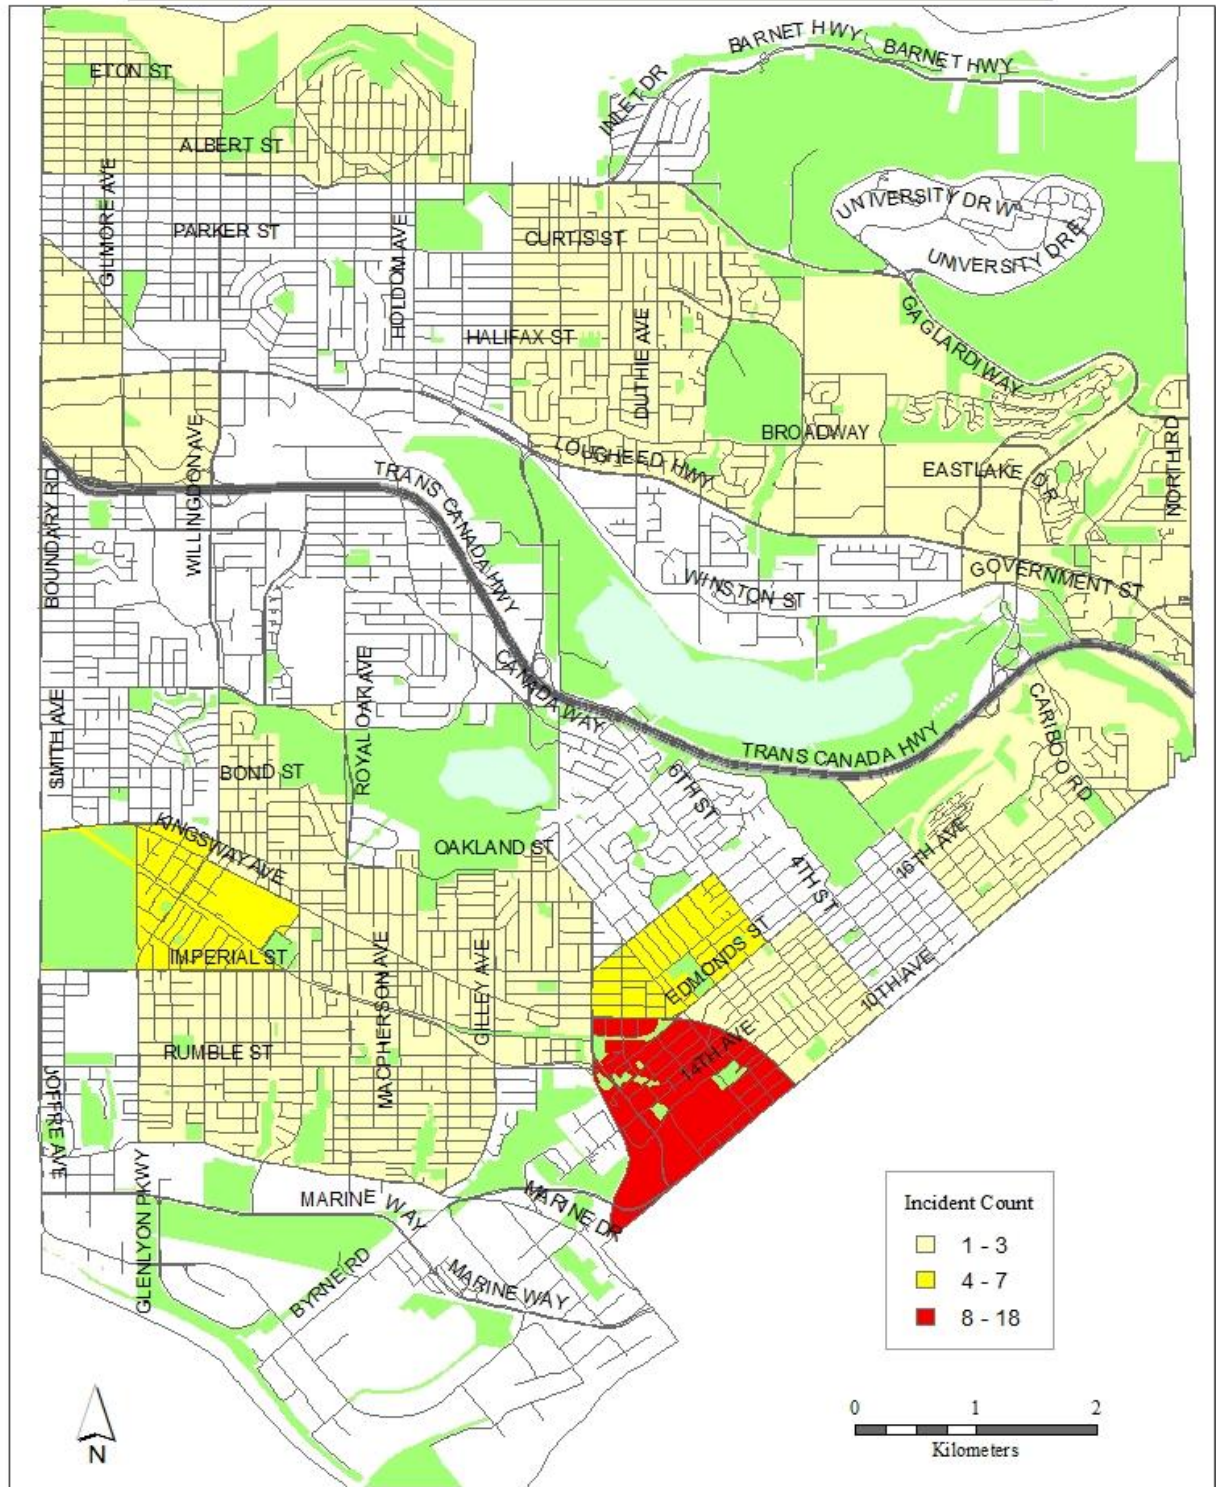 BARNET HWY
BARNET HWY
ETON ST
INLET DR
ALBERT ST
GILMORE AVE
UNIVERSITY DR W
PARKER ST
HOLDOM AVE
CURTIS ST
UNIVERSITY DR E
GAGLARDI WAY
HALIFAX ST
DUTHIE AVE
BROADWAY
WILLINGDON AVE
LOUGHEED HWY
EASTLAKE DR
NORTH RD
TRANS CANADA HWY
BOUNDARY RD
GOVERNMENT ST
WINSTON ST
CANADA WAY
ROYAL OAK AVE
SMITH AVE
CARIBOO RD
TRANS CANADA HWY
BOND ST
6TH ST
KINGSWAY AVE
OAKLAND ST
16TH AVE
4TH ST
EDMONDS ST
IMPERIAL ST
MACPHERSON AVE
GILLEY AVE
10TH AVE
RUMBLE ST
14TH AVE
JOFFRE AVE
GLENLYON PKWY
MARINE WAY
MARINE DR
BYRNE RD
MARINE WAY
Incident Count
1 - 3
4 - 7
8 - 18
N
0 1 2
Kilometers